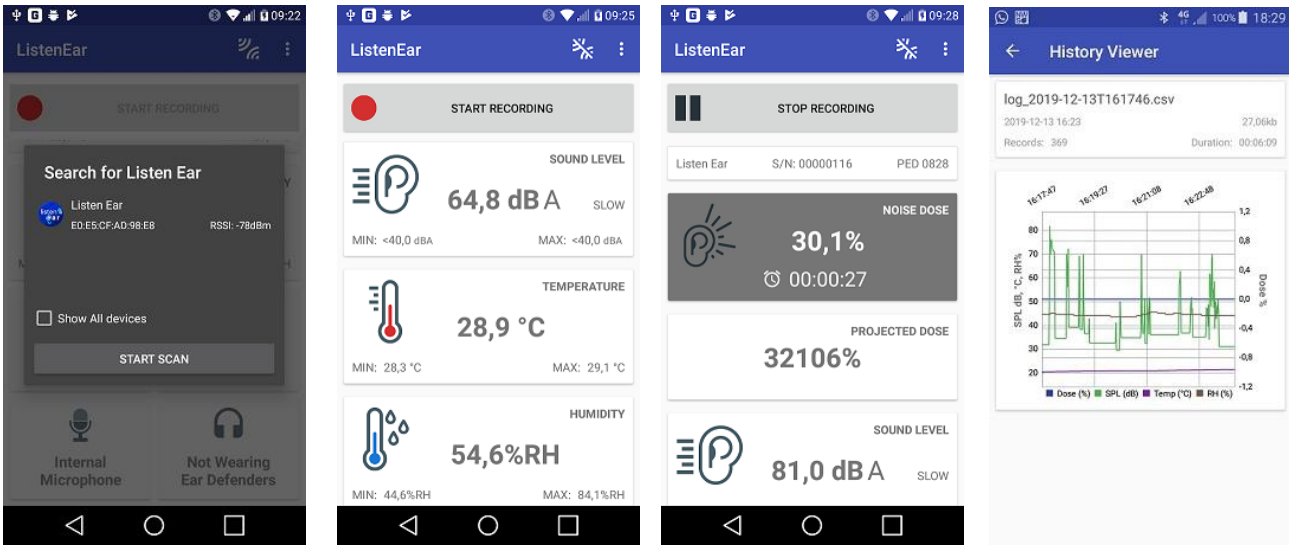 09:22
ListenEar
START RECORDING
Search for Listen Ear
Listen Ear
E0:E5:CF:AD:98:E8
RSSI: -78dBm
Show All devices
START SCAN
Internal
Microphone
Not Wearing
Ear Defenders
09:25
ListenEar
START RECORDING
SOUND LEVEL
64,8 dB A
SLOW
MIN: <40,0 dBA
MAX: <40,0 dBA
TEMPERATURE
28,9 °C
MIN: 28,3 °C
MAX: 29,1 °C
HUMIDITY
54,6%RH
MIN: 44,6%RH
MAX: 84,1%RH
09:28
ListenEar
STOP RECORDING
Listen Ear
S/N: 00000116
PED 0828
NOISE DOSE
30,1%
00:00:27
PROJECTED DOSE
32106%
SOUND LEVEL
81,0 dB A
SLOW
4G 100% 18:29
History Viewer
log_2019-12-13T161746.csv
2019-12-13 16:23
27,06kb
Records: 369
Duration: 00:06:09
16:17:47 16:19:27 16:21:08 16:22:48
80
70
60
50
40
30
20
SPL dB, °C, RH%
1,2
0,8
0,4
0,0
-0,4
-0,8
-1,2
Dose %
Dose (%) SPL (dB) Temp (°C) RH (%)